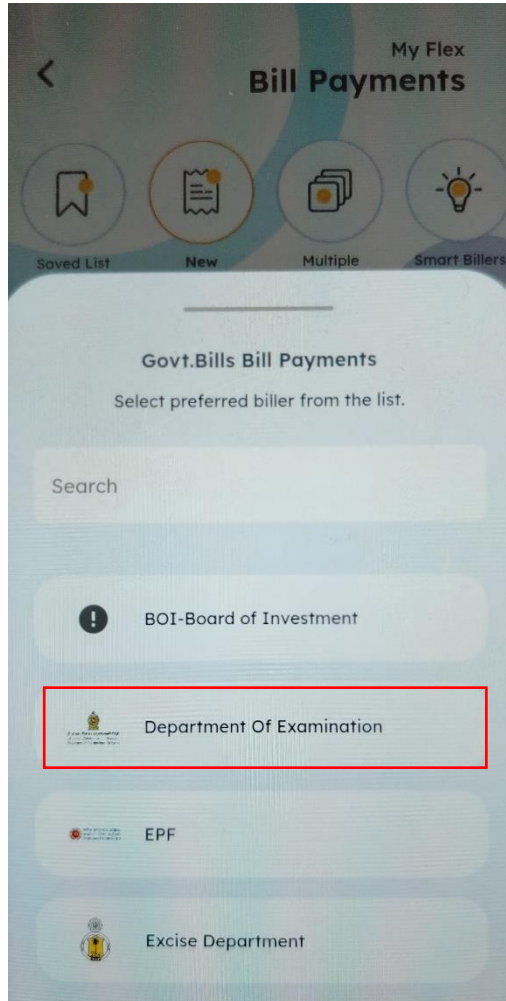 My Flex
Bill Payments
Saved List
New
Multiple
Smart Billers
Govt.Bills Bill Payments
Select preferred biller from the list.
Search
BOI-Board of Investment
Department Of Examination
EPF
Excise Department